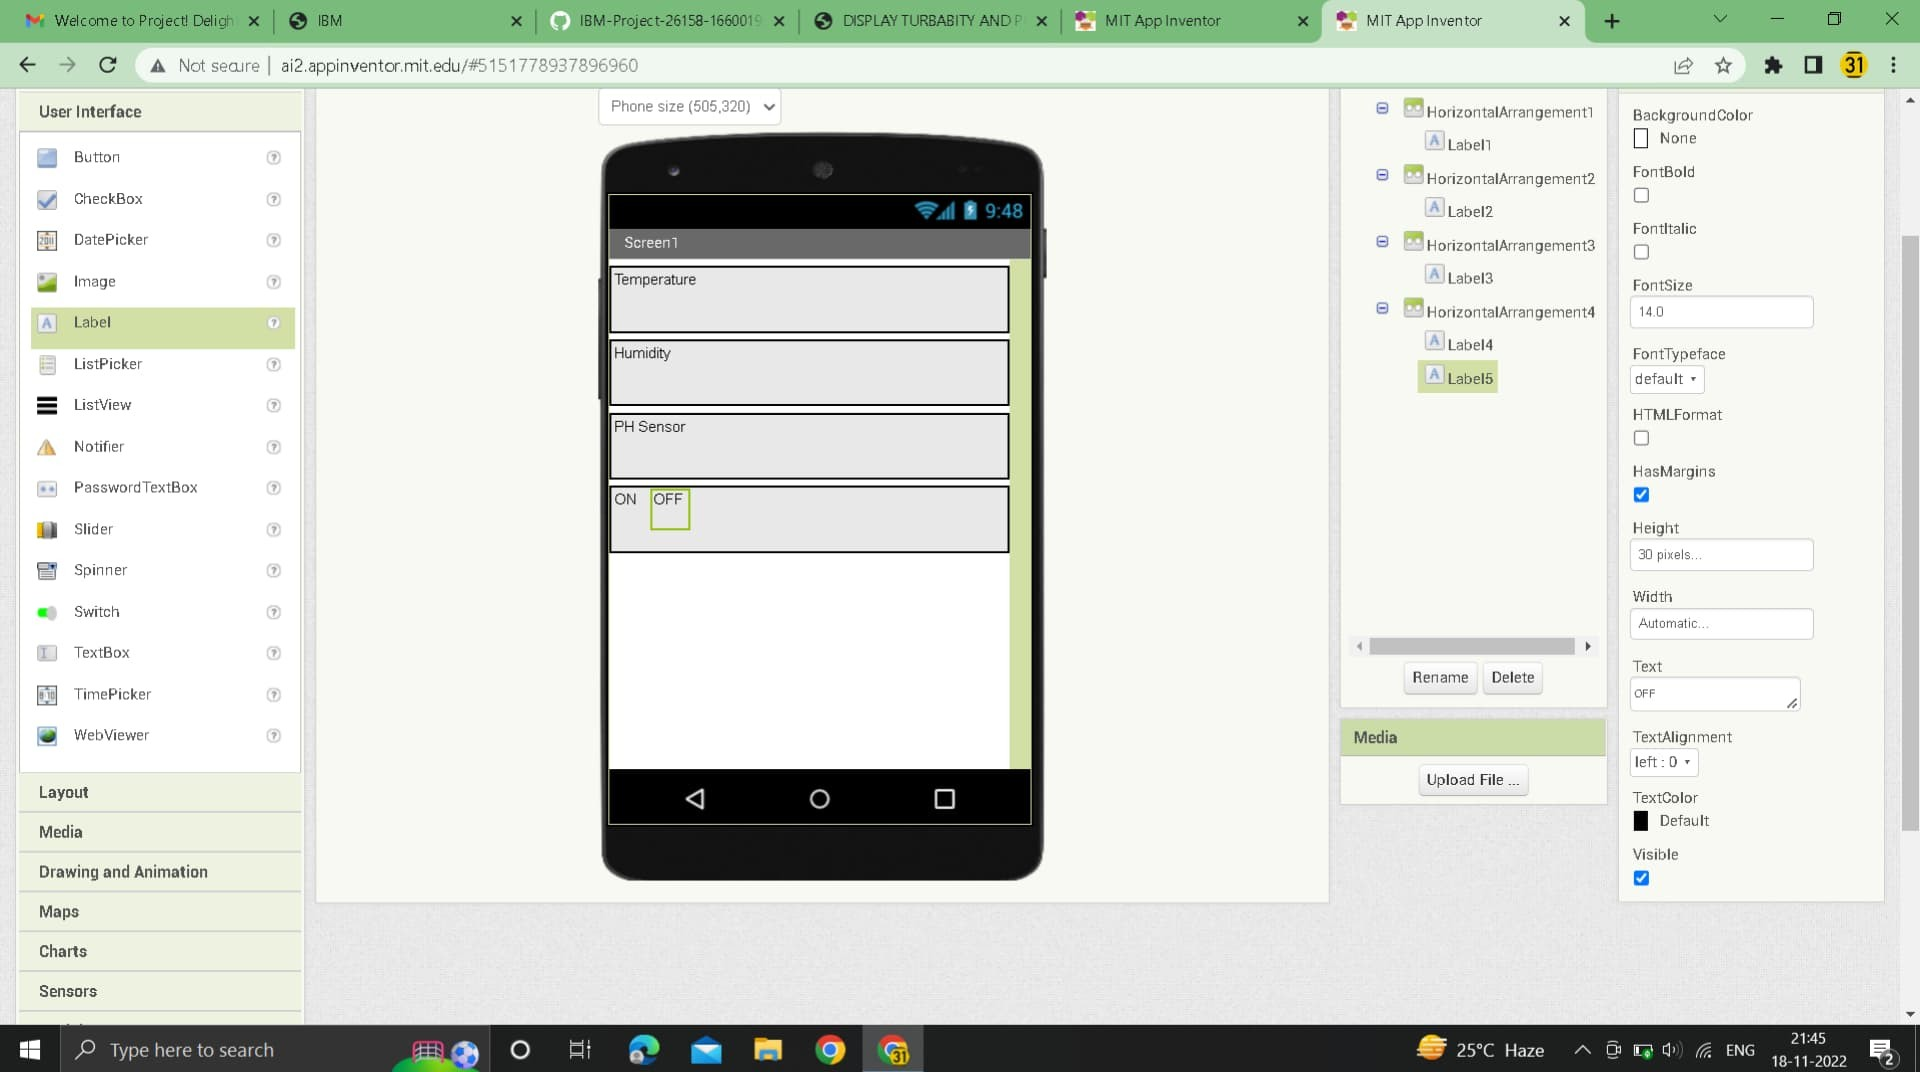 Welcome to Project! Deligh
IBM
IBM-Project-26158-1660019
DISPLAY TURBABITY AND P
MIT App Inventor
MIT App Inventor
Not secure | ai2.appinventor.mit.edu/#5151778937896960
31
User Interface
Button
CheckBox
DatePicker
Image
Label
ListPicker
ListView
Notifier
PasswordTextBox
Slider
Spinner
Switch
TextBox
TimePicker
WebViewer
Layout
Media
Drawing and Animation
Maps
Charts
Sensors
Phone size (505,320)
9:48
Screen1
Temperature
Humidity
PH Sensor
ON OFF
HorizontalArrangement1
Label1
HorizontalArrangement2
Label2
HorizontalArrangement3
Label3
HorizontalArrangement4
Label4
Label5
Rename Delete
Media
Upload File ...
BackgroundColor
None
FontBold
FontItalic
FontSize
14.0
FontTypeface
default
HTMLFormat
HasMargins
Height
30 pixels...
Width
Automatic...
Text
OFF
TextAlignment
left : 0
TextColor
Default
Visible
Type here to search
31
25°C Haze
ENG
21:45
18-11-2022
2